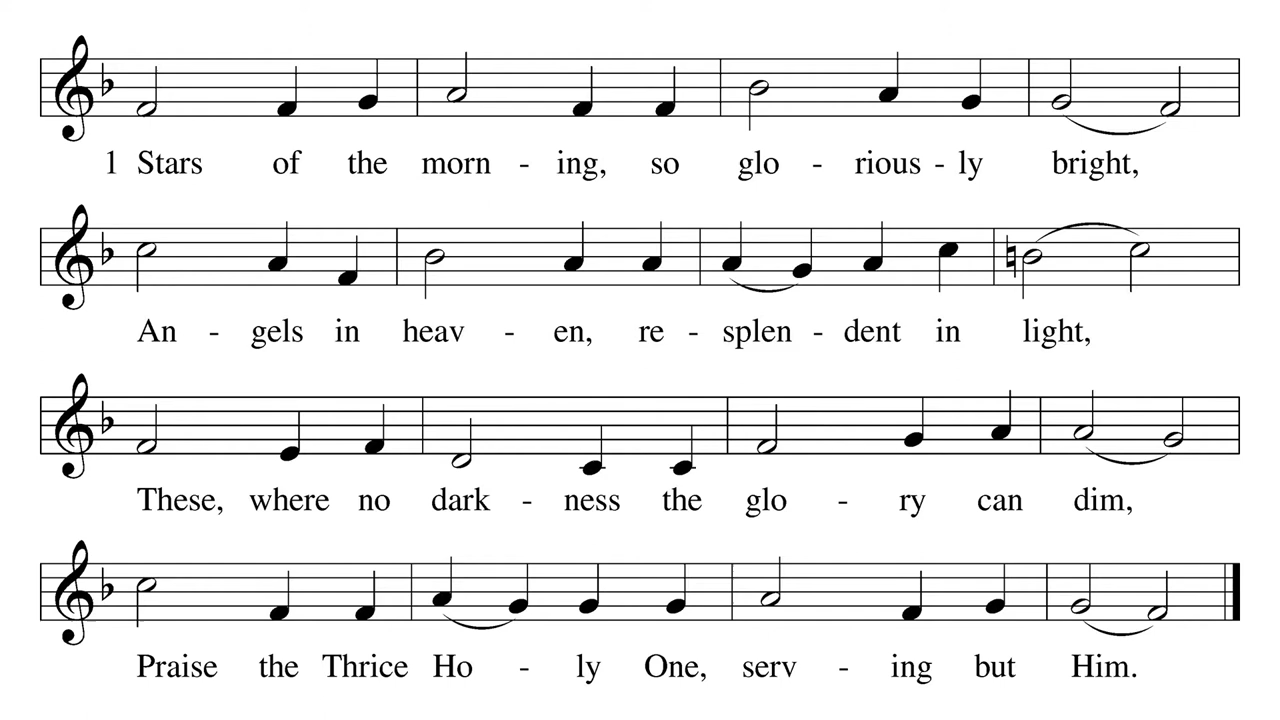 1 Stars of the morn - ing, so glo - rious - ly bright,
An - gels in heav - en, re - splen - dent in light,
These, where no dark - ness the glo - ry can dim,
Praise the Thrice Ho - ly One, serv - ing but Him.